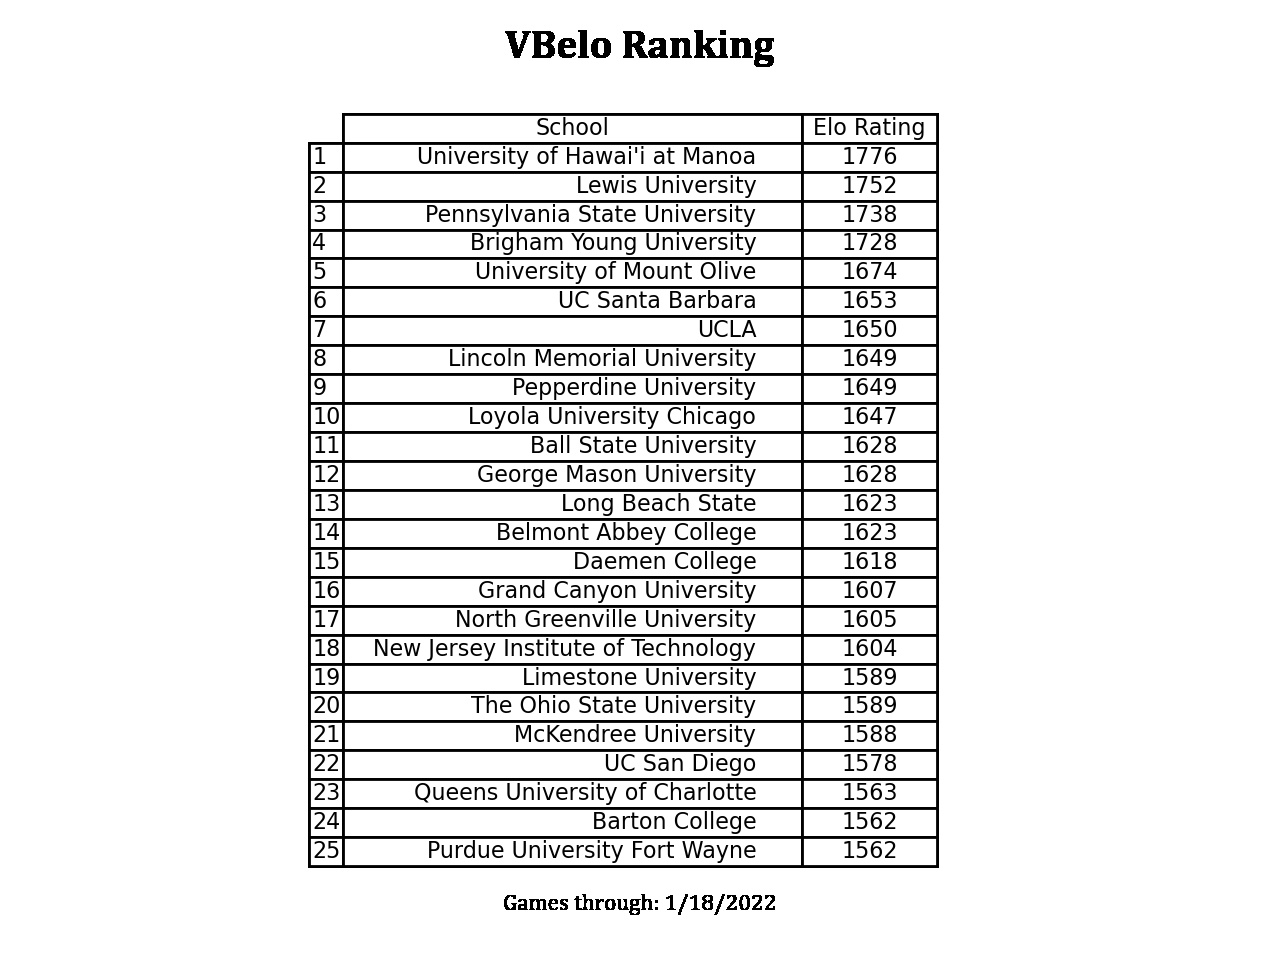 VBelo Ranking
School Elo Rating
1 University of Hawai'i at Manoa 1776
2 Lewis University 1752
3 Pennsylvania State University 1738
4 Brigham Young University 1728
5 University of Mount Olive 1674
6 UC Santa Barbara 1653
7 UCLA 1650
8 Lincoln Memorial University 1649
9 Pepperdine University 1649
10 Loyola University Chicago 1647
11 Ball State University 1628
12 George Mason University 1628
13 Long Beach State 1623
14 Belmont Abbey College 1623
15 Daemen College 1618
16 Grand Canyon University 1607
17 North Greenville University 1605
18 New Jersey Institute of Technology 1604
19 Limestone University 1589
20 The Ohio State University 1589
21 McKendree University 1588
22 UC San Diego 1578
23 Queens University of Charlotte 1563
24 Barton College 1562
25 Purdue University Fort Wayne 1562
Games through: 1/18/2022